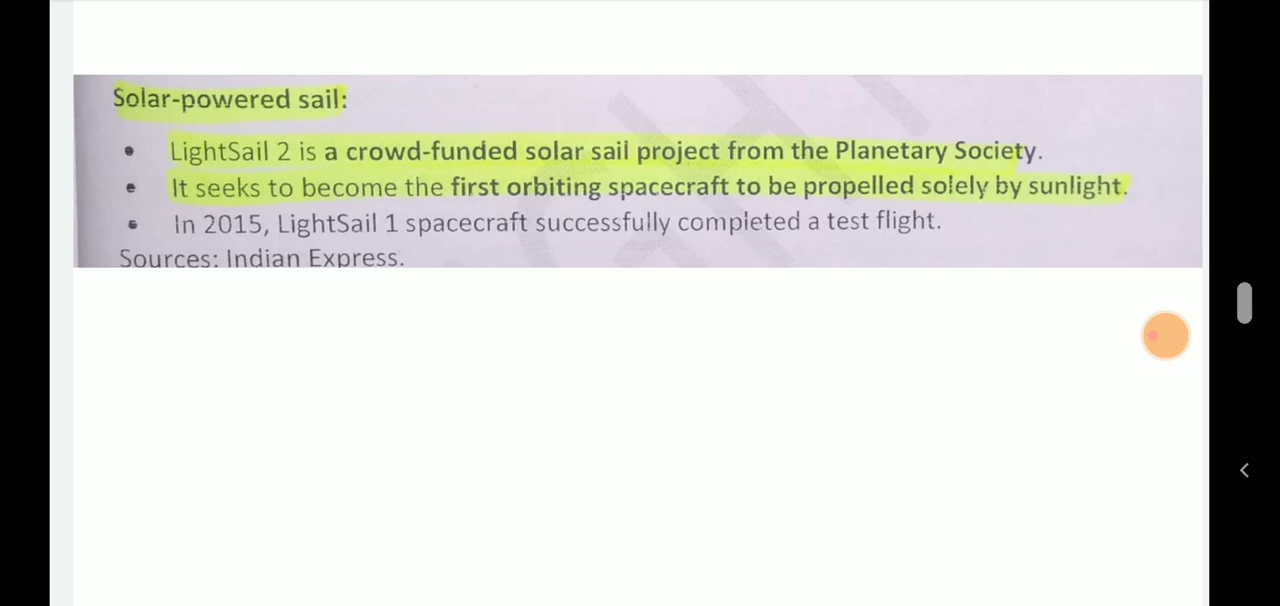 Solar-powered sail:
• LightSail 2 is a crowd-funded solar sail project from the Planetary Society.
• It seeks to become the first orbiting spacecraft to be propelled solely by sunlight.
• In 2015, LightSail 1 spacecraft successfully completed a test flight.
Sources: Indian Express.